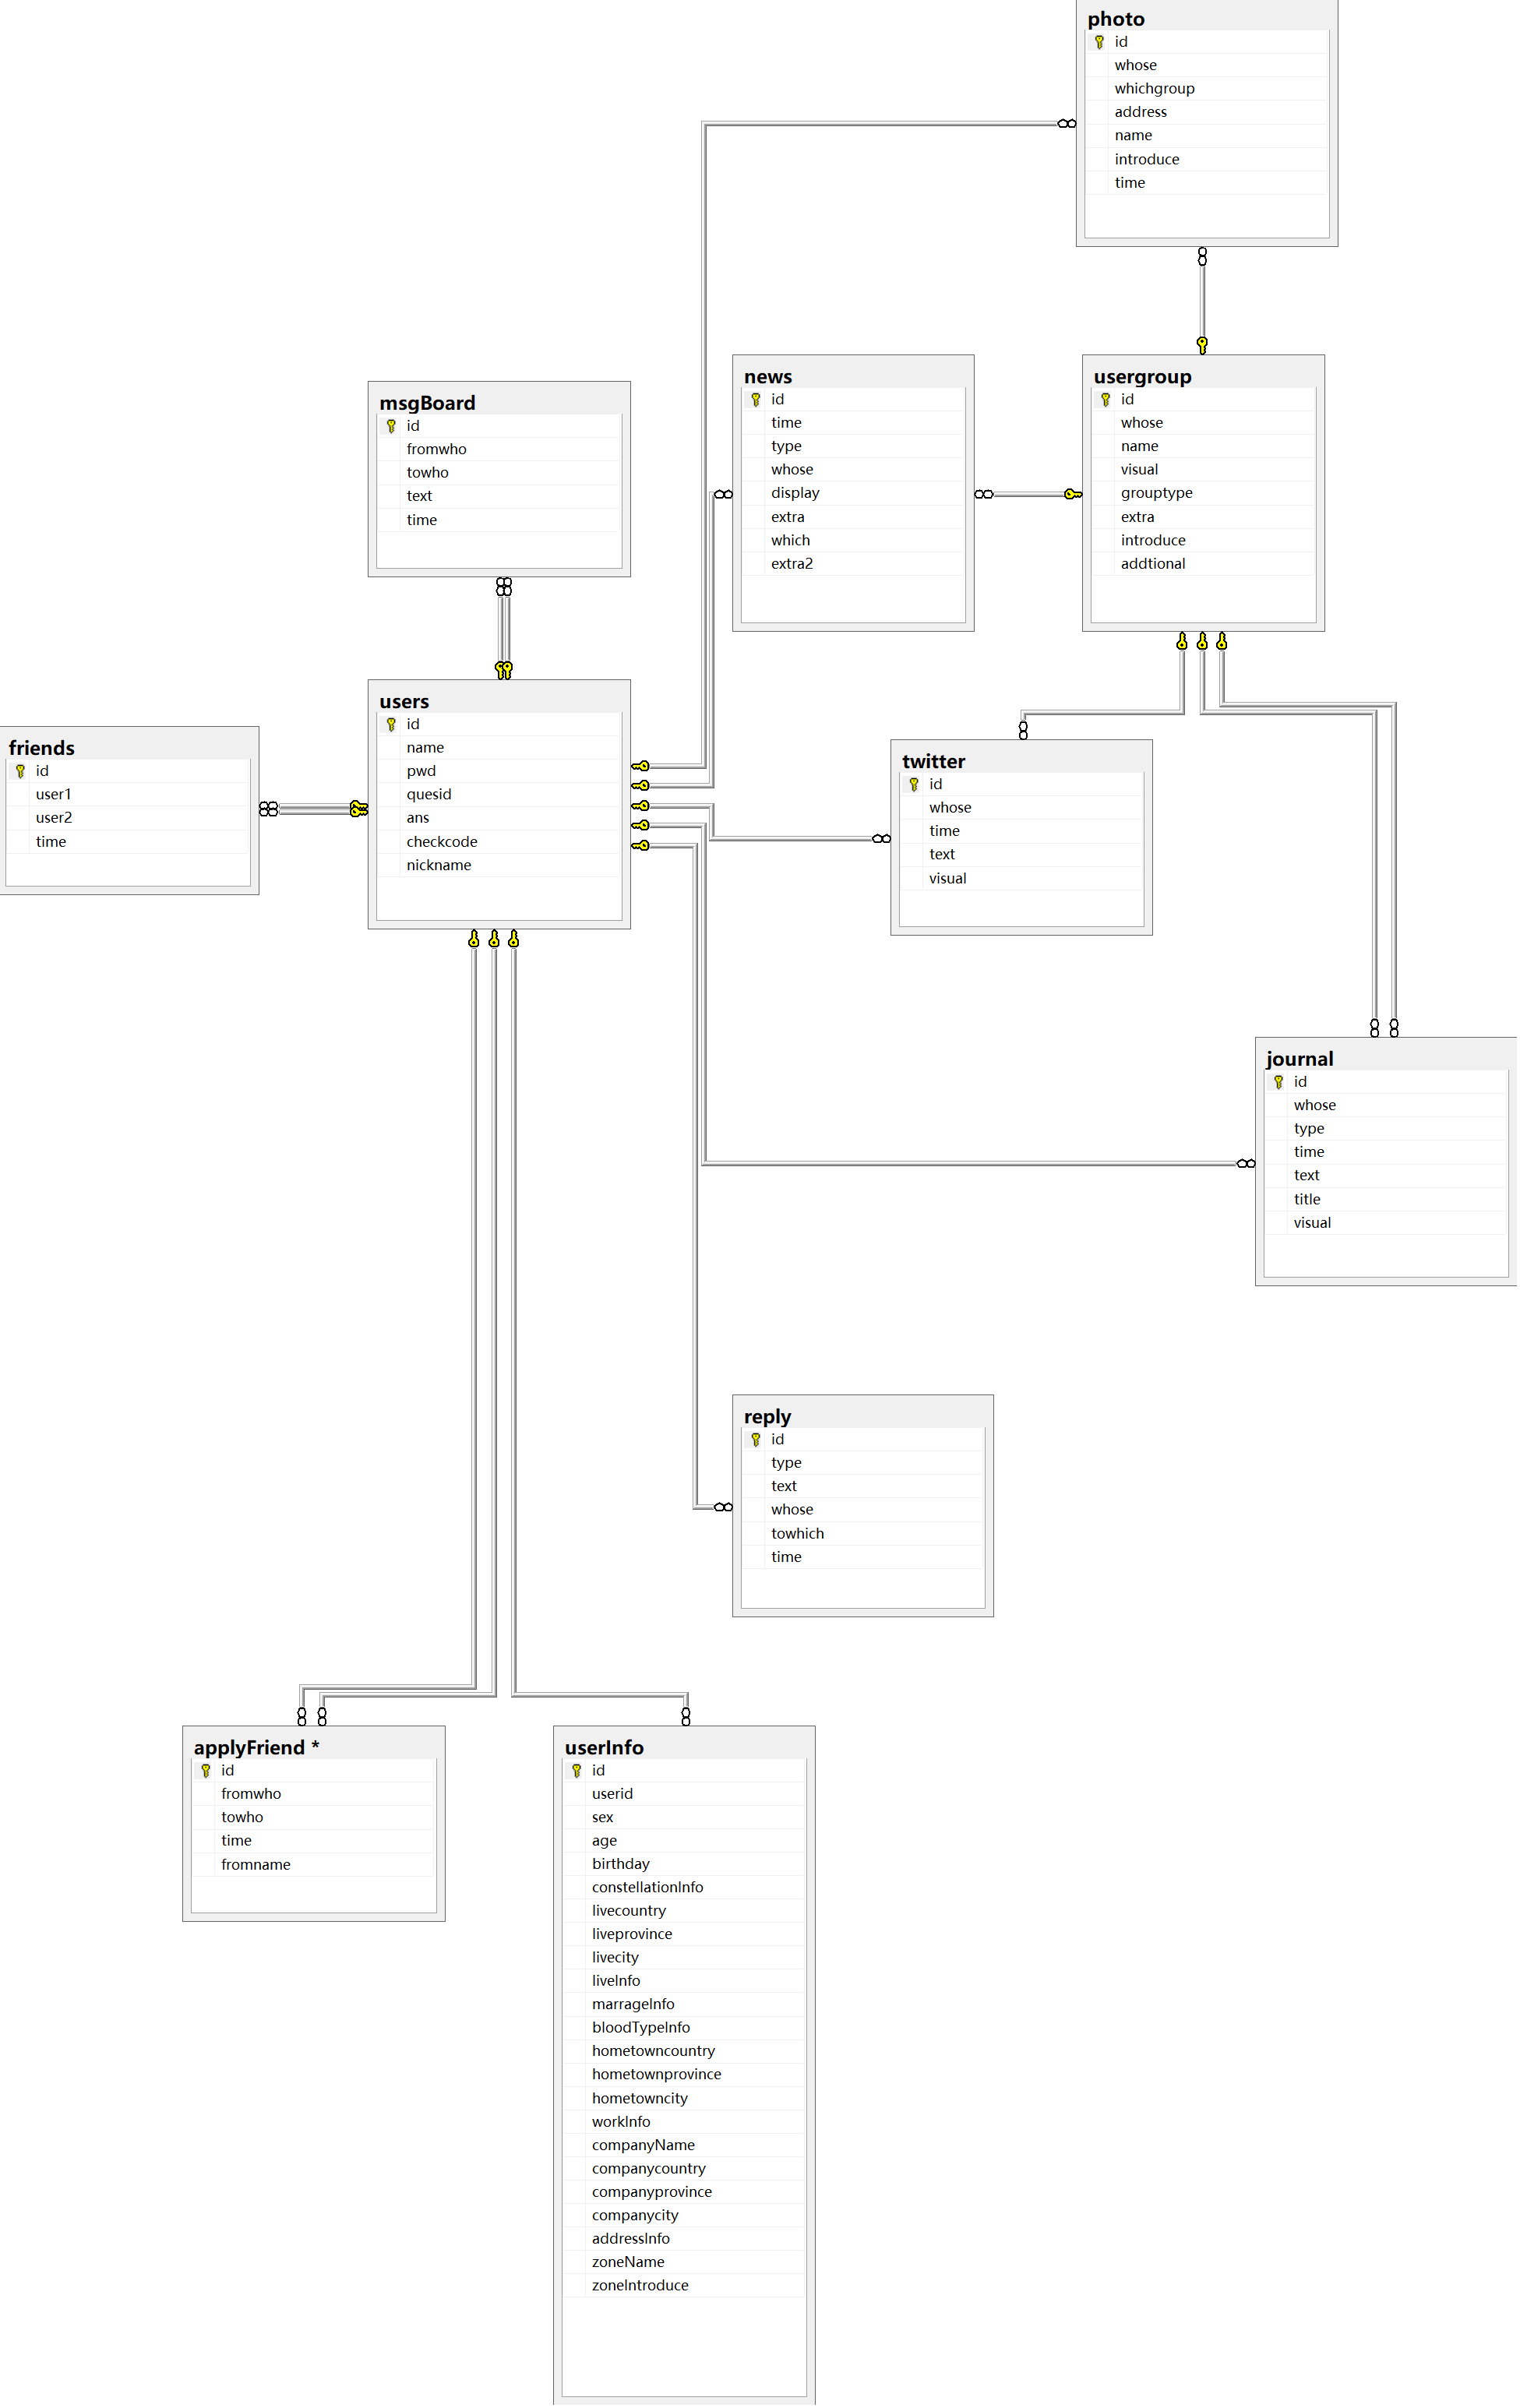 photo
id
whose
whichgroup
address
name
introduce
time
news
id
time
type
whose
display
extra
which
extra2
usergroup
id
whose
name
visual
grouptype
extra
introduce
addtional
msgBoard
id
fromwho
towho
text
time
users
id
name
pwd
quesid
ans
checkcode
nickname
friends
id
user1
user2
time
twitter
id
whose
time
text
visual
journal
id
whose
type
time
text
title
visual
reply
id
type
text
whose
towhich
time
applyFriend *
id
fromwho
towho
time
fromname
userInfo
id
userid
sex
age
birthday
constellationInfo
livecountry
liveprovince
livecity
liveInfo
marrageInfo
bloodTypeInfo
hometowncountry
hometownprovince
hometowncity
workInfo
companyName
companycountry
companyprovince
companycity
addressInfo
zoneName
zoneIntroduce